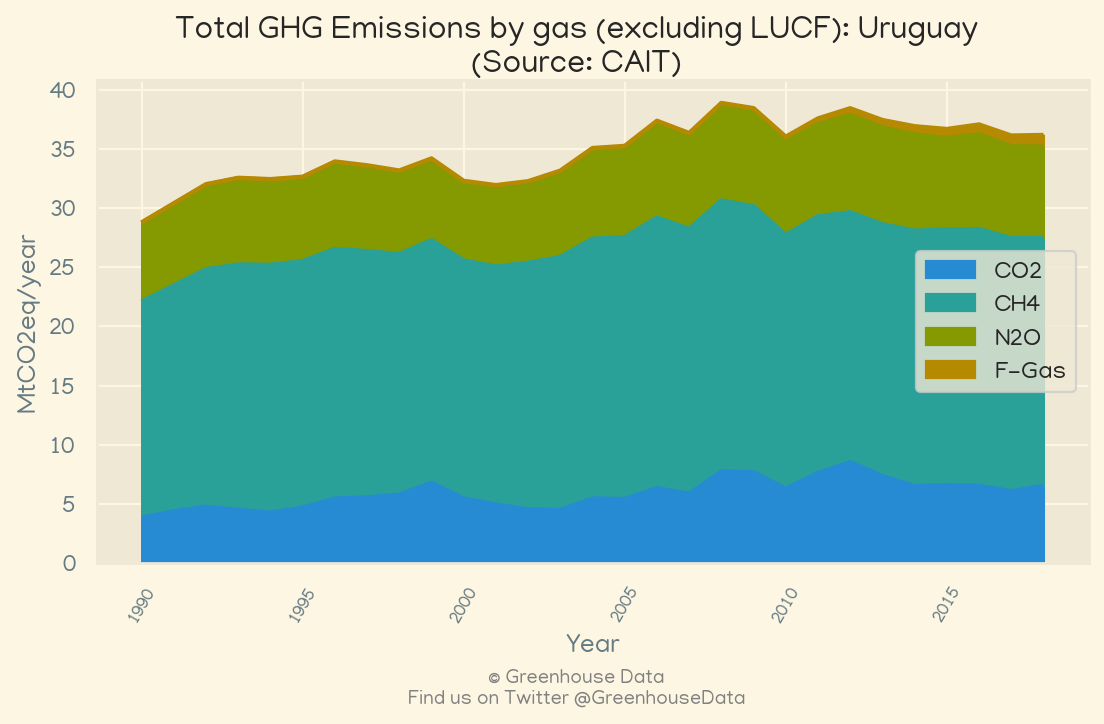 Total GHG Emissions by gas (excluding LUCF): Uruguay
(Source: CAIT)
40
35
30
25
20
15
10
5
0
MtCO2eq/year
CO2
CH4
N2O
F-Gas
1990
1995
2000
2005
2010
2015
Year
© Greenhouse Data
Find us on Twitter @GreenhouseData